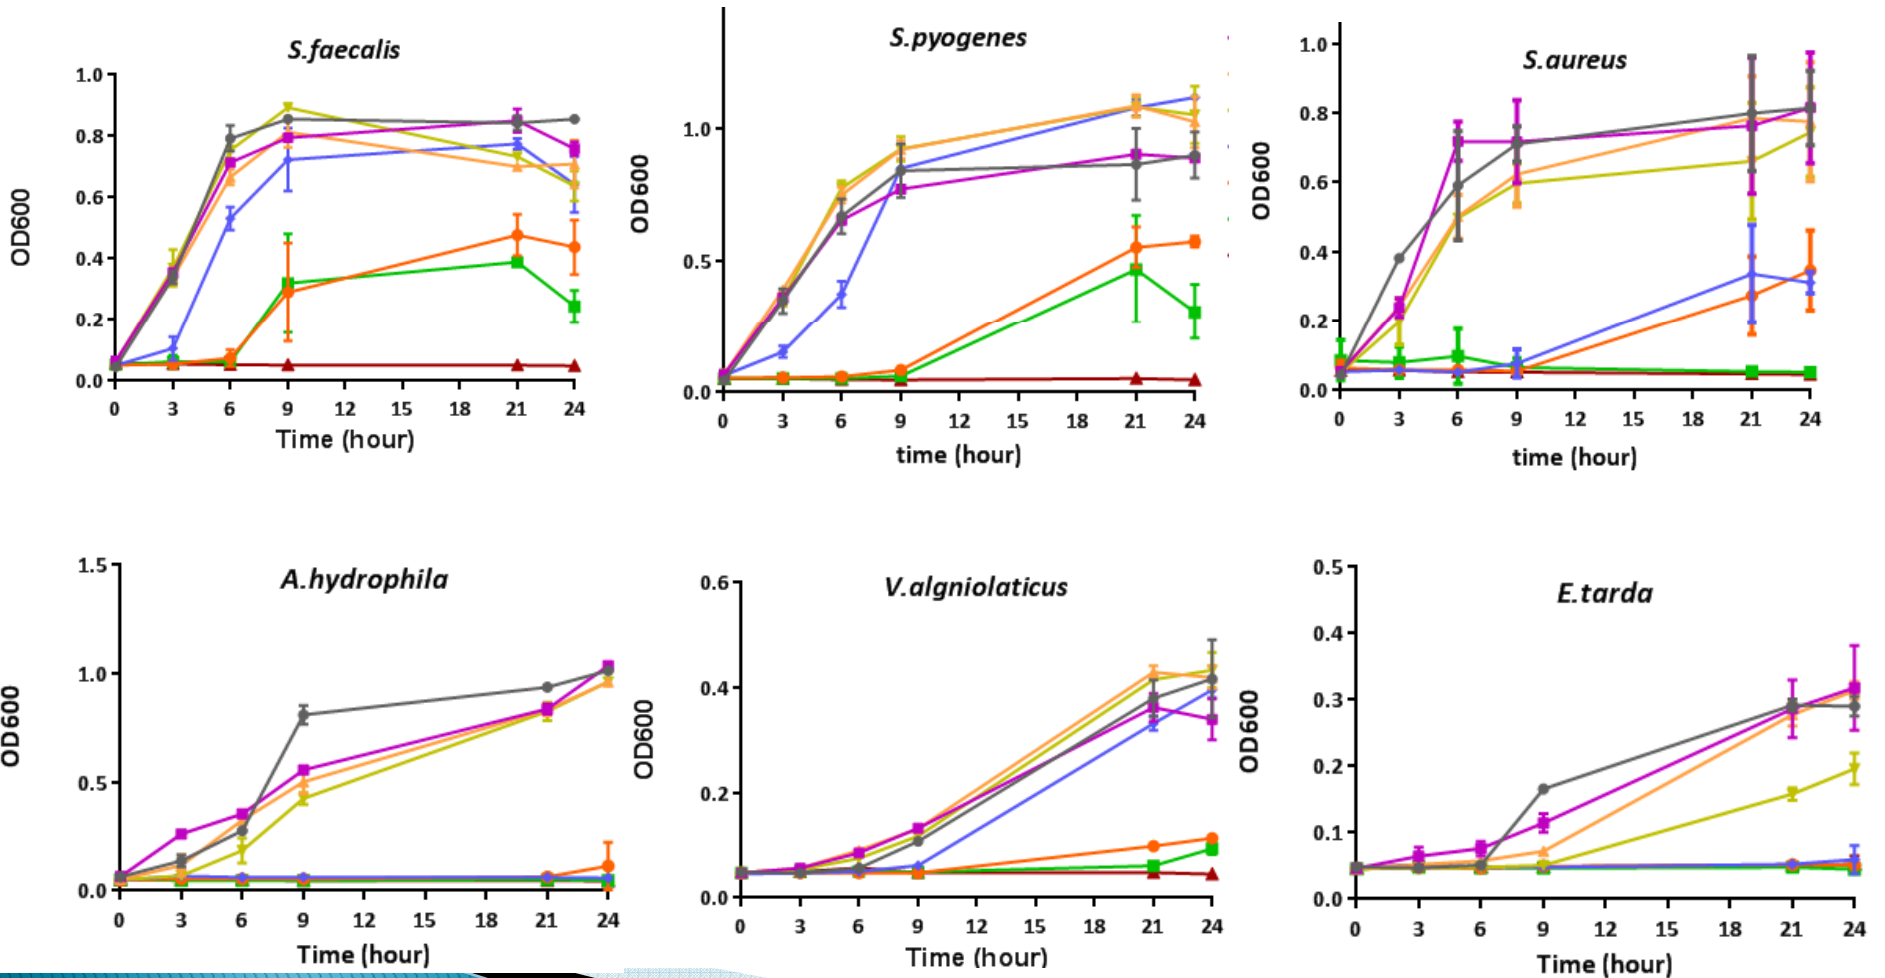 S.faecalis
OD600
1.0
0.8
0.6
0.4
0.2
0.0
0 3 6 9 12 15 18 21 24
Time (hour)
S.pyogenes
OD600
1.0
0.5
0.0
0 3 6 9 12 15 18 21 24
time (hour)
S.aureus
OD600
1.0
0.8
0.6
0.4
0.2
0.0
0 3 6 9 12 15 18 21 24
time (hour)
A.hydrophila
OD600
1.5
1.0
0.5
0.0
0 3 6 9 12 15 18 21 24
Time (hour)
V.algniolaticus
OD600
0.6
0.4
0.2
0.0
0 3 6 9 12 15 18 21 24
Time (hour)
E.tarda
OD600
0.5
0.4
0.3
0.2
0.1
0.0
0 3 6 9 12 15 18 21 24
Time (hour)